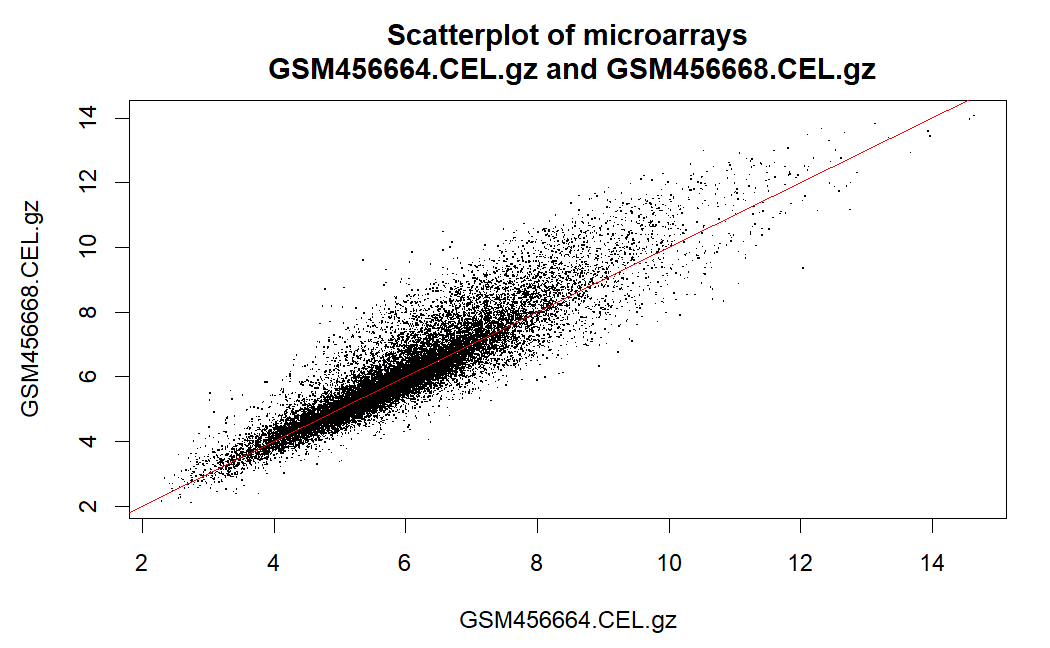 Scatterplot of microarrays
GSM456664.CEL.gz and GSM456668.CEL.gz
GSM456668.CEL.gz
14
12
10
8
6
4
2
2 4 6 8 10 12 14
GSM456664.CEL.gz